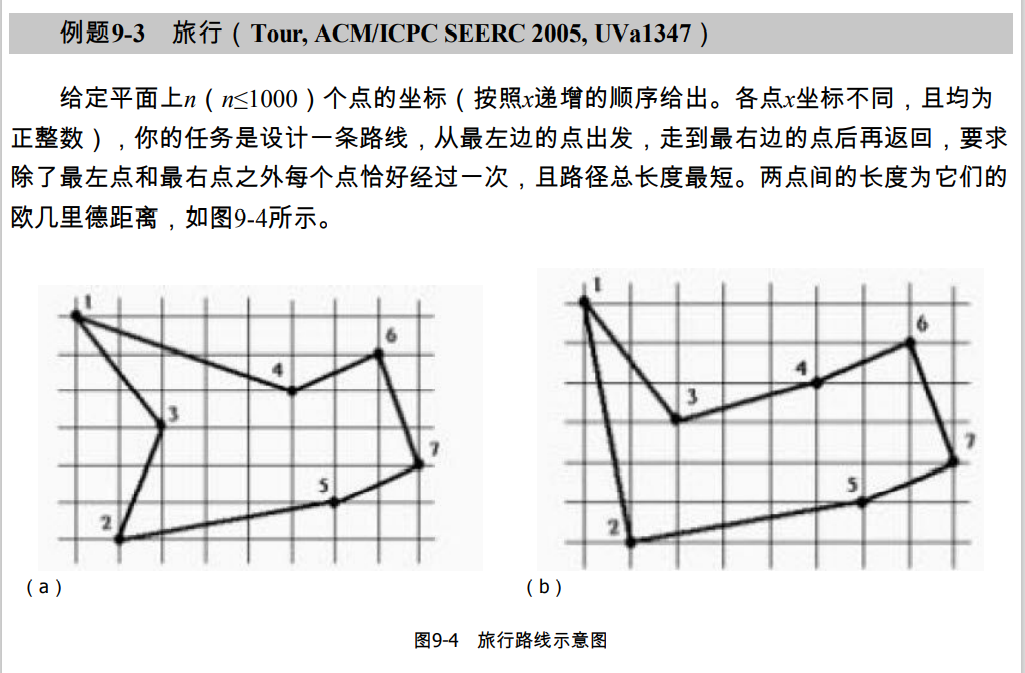 例题9-3 旅行（Tour, ACM/ICPC SEERC 2005, UVa1347）
给定平面上n（n≤1000）个点的坐标（按照x递增的顺序给出。各点x坐标不同，且均为
正整数），你的任务是设计一条路线，从最左边的点出发，走到最右边的点后再返回，要求
除了最左点和最右点之外每个点恰好经过一次，且路径总长度最短。两点间的长度为它们的
欧几里德距离，如图9-4所示。
1
6
4
3
7
5
2
1
6
4
3
7
5
2
（a）
（b）
图9-4 旅行路线示意图